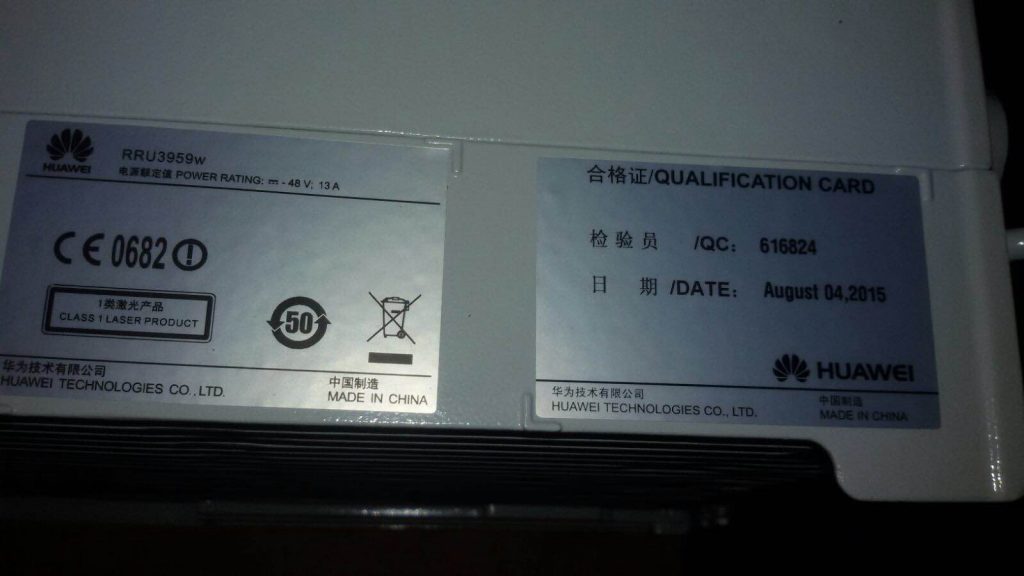 HUAWEI
RRU3959w
电源额定值 POWER RATING: ⎓ - 48 V; 13 A
CE 0682
1类激光产品
CLASS 1 LASER PRODUCT
50
华为技术有限公司
HUAWEI TECHNOLOGIES CO., LTD.
中国制造
MADE IN CHINA
合格证/QUALIFICATION CARD
检验员 /QC: 616824
日期 /DATE: August 04,2015
HUAWEI
华为技术有限公司
HUAWEI TECHNOLOGIES CO., LTD.
中国制造
MADE IN CHINA